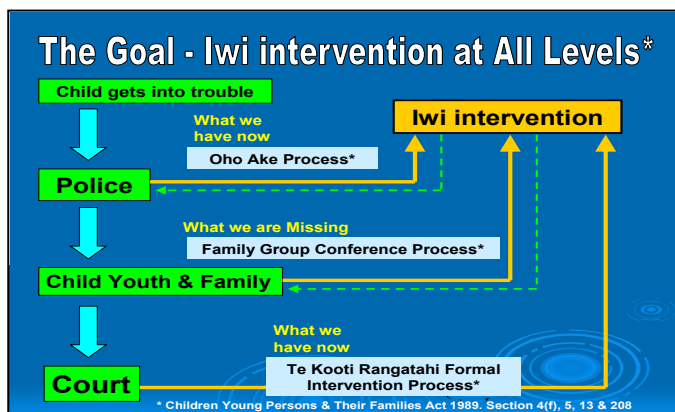 The Goal - Iwi intervention at All Levels*
Child gets into trouble
Iwi intervention
What we
have now
Oho Ake Process*
Police
What we are Missing
Family Group Conference Process*
Child Youth & Family
What we
have now
Te Kooti Rangatahi Formal
Intervention Process*
Court
* Children Young Persons & Their Families Act 1989. Section 4(f), 5, 13 & 208